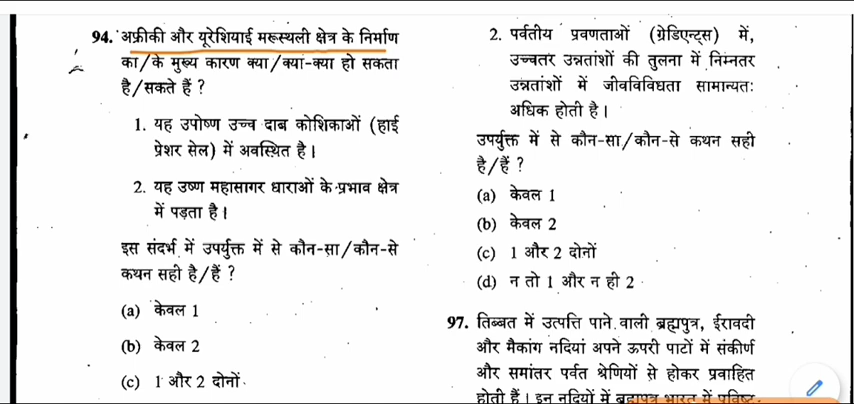 94. अफ्रीकी और यूरेशियाई मरूस्थली क्षेत्र के निर्माण
का/के मुख्य कारण क्या/क्या-क्या हो सकता
है/सकते हैं ?
1. यह उपोष्ण उच्च दाब कोशिकाओं (हाई
प्रेशर सेल) में अवस्थित है।
2. यह उष्ण महासागर धाराओं के प्रभाव क्षेत्र
में पड़ता है।
इस संदर्भ में उपर्युक्त में से कौन-सा/कौन-से
कथन सही है/हैं ?
(a) केवल 1
(b) केवल 2
(c) 1 और 2 दोनों
2. पर्वतीय प्रवणताओं (ग्रेडिएन्ट्स) में,
उच्चतर उन्नतांशों की तुलना में निम्नतर
उन्नतांशों में जीवविविधता सामान्यतः
अधिक होती है।
उपर्युक्त में से कौन-सा/कौन-से कथन सही
है/हैं ?
(a) केवल 1
(b) केवल 2
(c) 1 और 2 दोनों
(d) न तो 1 और न ही 2
97. तिब्बत में उत्पत्ति पाने वाली ब्रह्मपुत्र, ईरावदी
और मैकांग नदियां अपने ऊपरी पाटों में संकीर्ण
और समांतर पर्वत श्रेणियों से होकर प्रवाहित
होती हैं। इन नदियों में ब्रह्मपुत्र भारत में प्रविष्ट